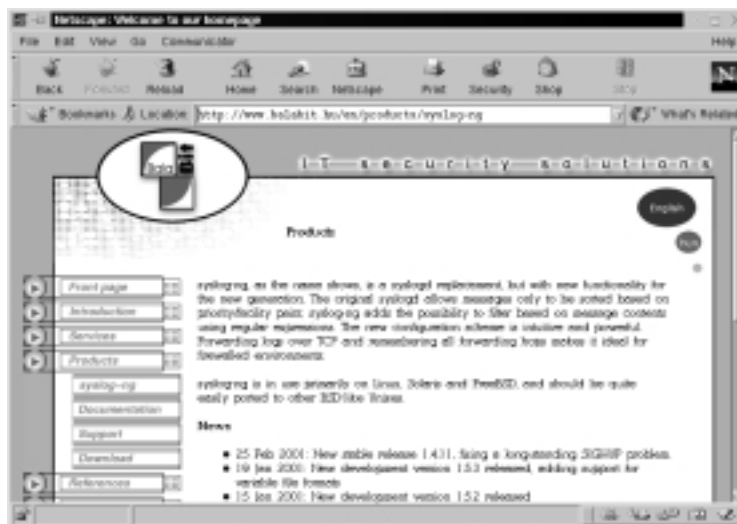 Netscape: Welcome to our homepage
File Edit View Go Communicator Help
Back Forward Reload Home Search Netscape Print Security Shop Stop
N
Bookmarks Location: http://www.balabit.hu/en/products/syslog-ng What's Related
Bala Bit
IT security solutions
English
Products
Front page
Introduction
Services
Products
syslog-ng
Documentation
Support
Download
References
syslog-ng, as the name shows, is a syslogd replacement, but with new functionality for
the new generation. The original syslogd allows messages only to be sorted based on
priority/facility pairs; syslog-ng adds the possibility to filter based on message contents
using regular expressions. The new configuration scheme is intuitive and powerful.
Forwarding logs over TCP and remembering all forwarding hops makes it ideal for
firewalled environments.
syslog-ng is in use primarily on Linux, Solaris and FreeBSD, and should be quite
easily ported to other BSD like Unixes.
News
25 Feb 2001: New stable release 1.4.11, fixing a longstanding SIGHUP problem.
19 Jan 2001: New development version 1.5.3 released, adding support for
variable file formats
15 Jan 2001: New development version 1.5.2 released